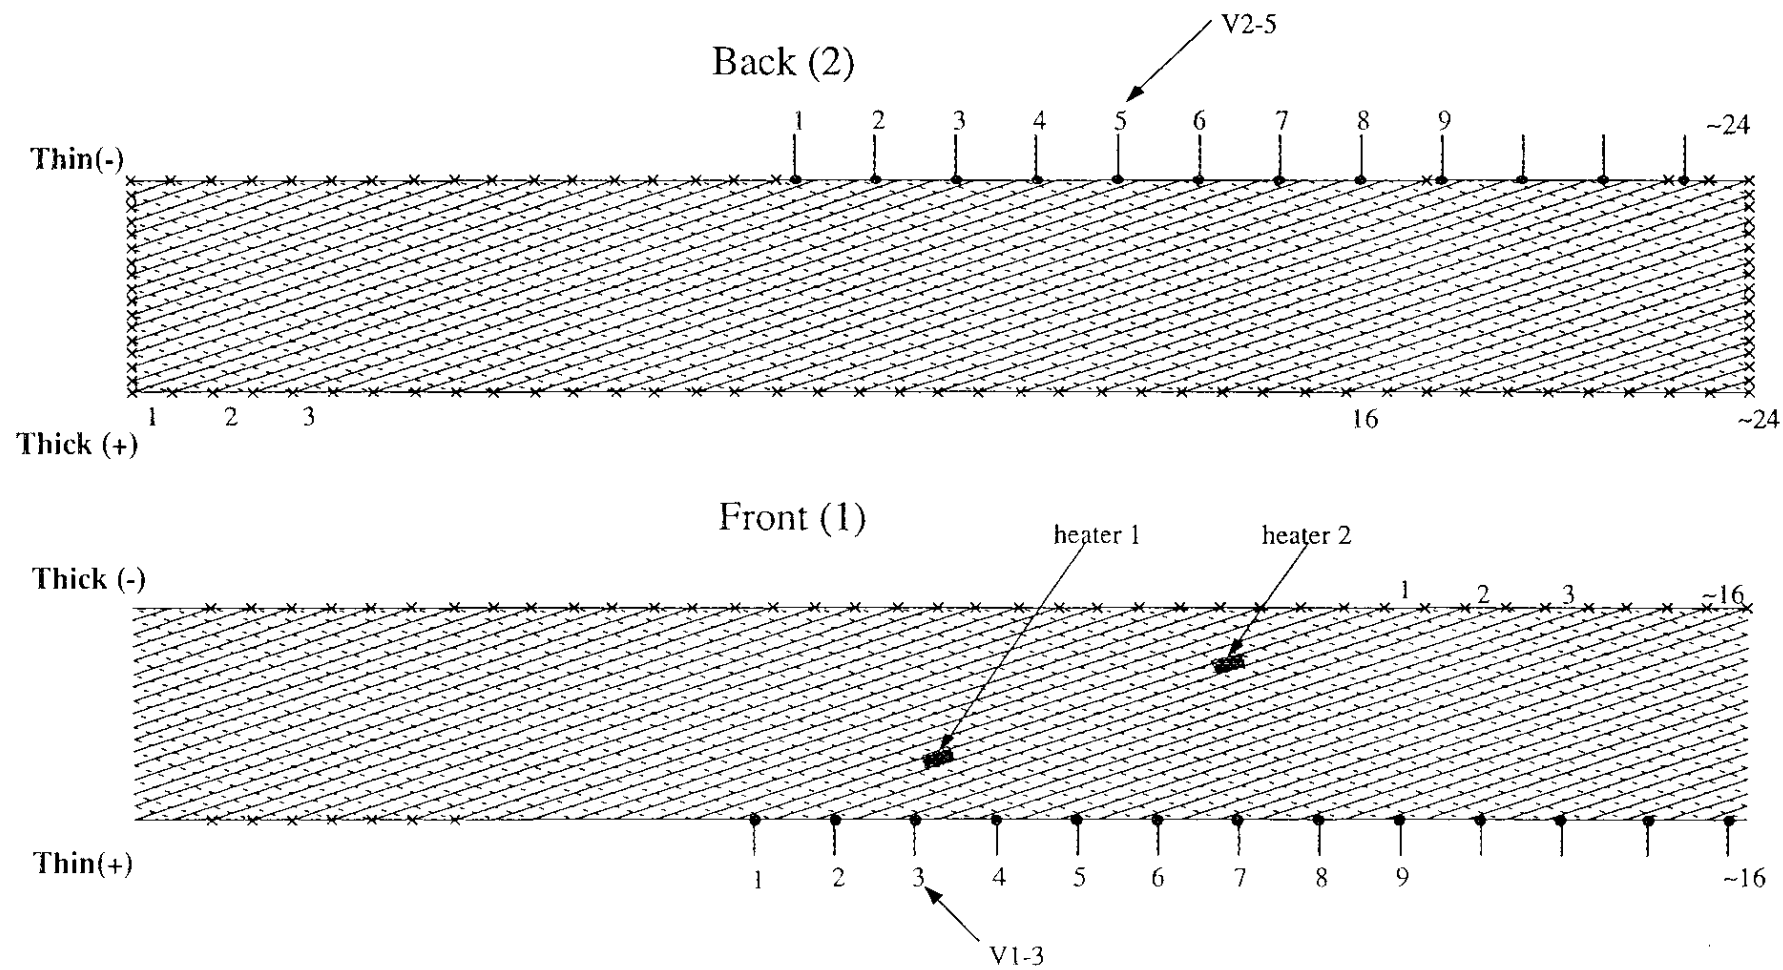 V2-5
Back (2)
1 2 3 4 5 6 7 8 9 ~24
Thin(-)
1 2 3 16 ~24
Thick (+)
Front (1)
heater 1 heater 2
Thick (-)
1 2 3 ~16
Thin(+)
1 2 3 4 5 6 7 8 9 ~16
V1-3